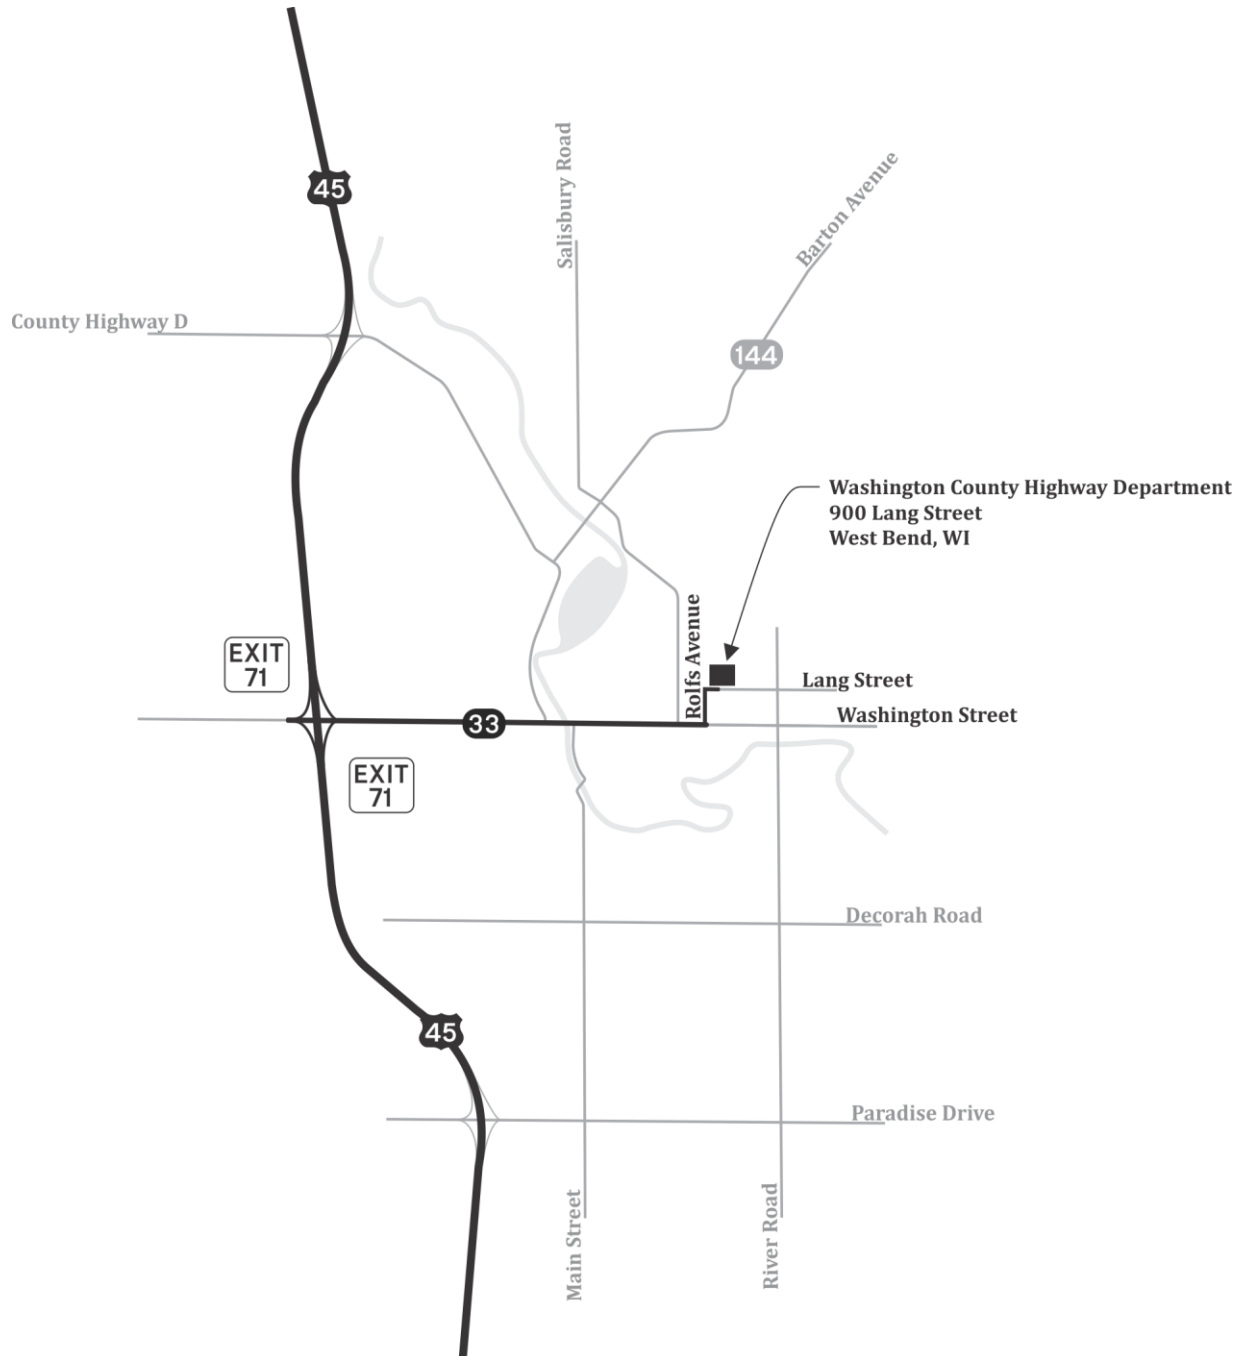 45
Salisbury Road
Barton Avenue
County Highway D
144
Washington County Highway Department
900 Lang Street
West Bend, WI
Rolfs Avenue
EXIT
71
Lang Street
Washington Street
33
EXIT
71
Decorah Road
45
Paradise Drive
Main Street
River Road